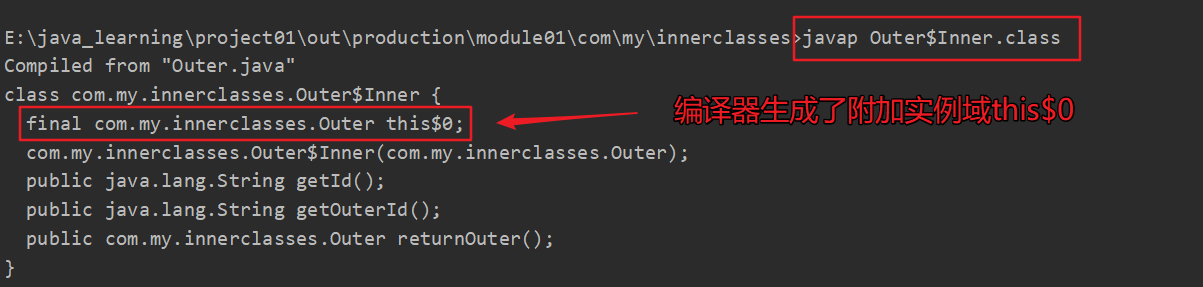 E:\java_learning\project01\out\production\module01\com\my\innerclasses>javap Outer$Inner.class
Compiled from "Outer.java"
class com.my.innerclasses.Outer$Inner {
  final com.my.innerclasses.Outer this$0;
编译器生成了附加实例域this$0
  com.my.innerclasses.Outer$Inner(com.my.innerclasses.Outer);
  public java.lang.String getId();
  public java.lang.String getOuterId();
  public com.my.innerclasses.Outer returnOuter();
}